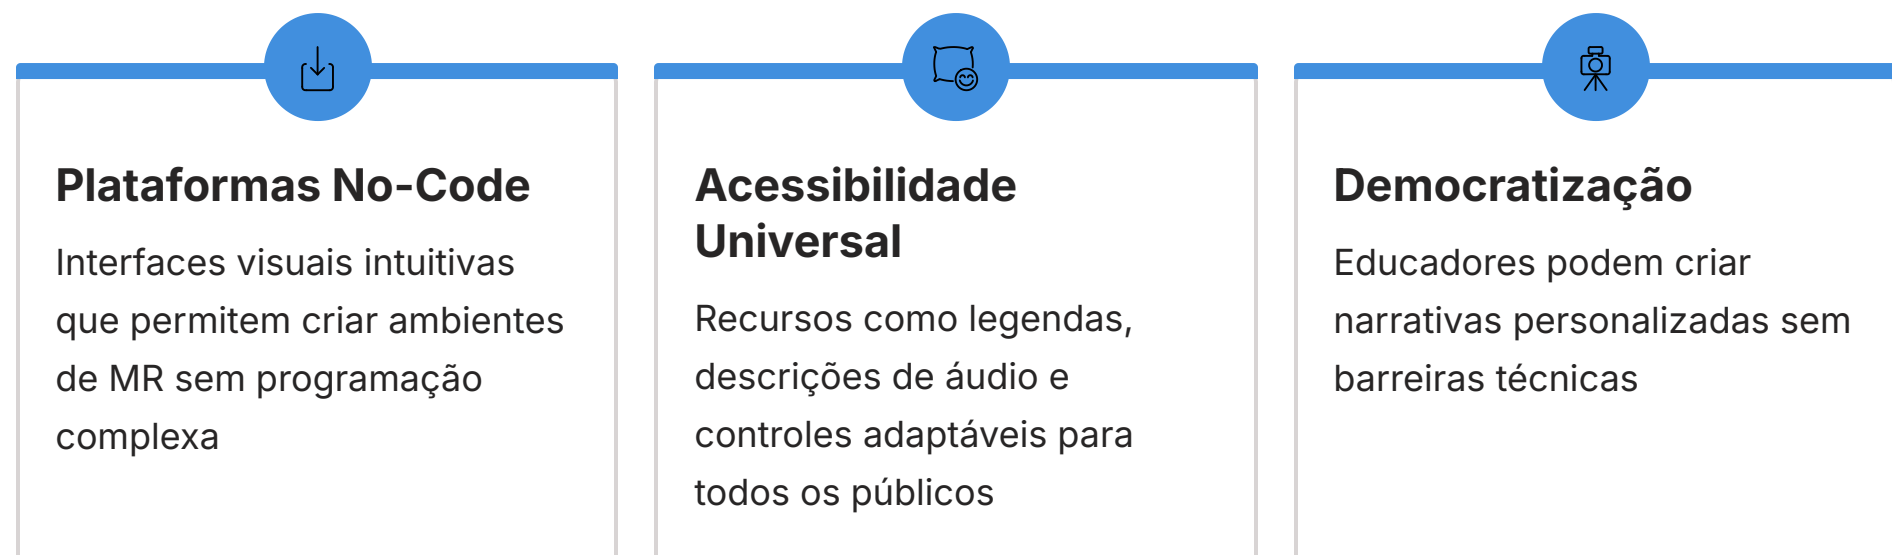 Plataformas No-Code
Interfaces visuais intuitivas
que permitem criar ambientes
de MR sem programação
complexa
Acessibilidade
Universal
Recursos como legendas,
descrições de áudio e
controles adaptáveis para
todos os públicos
Democratização
Educadores podem criar
narrativas personalizadas sem
barreiras técnicas